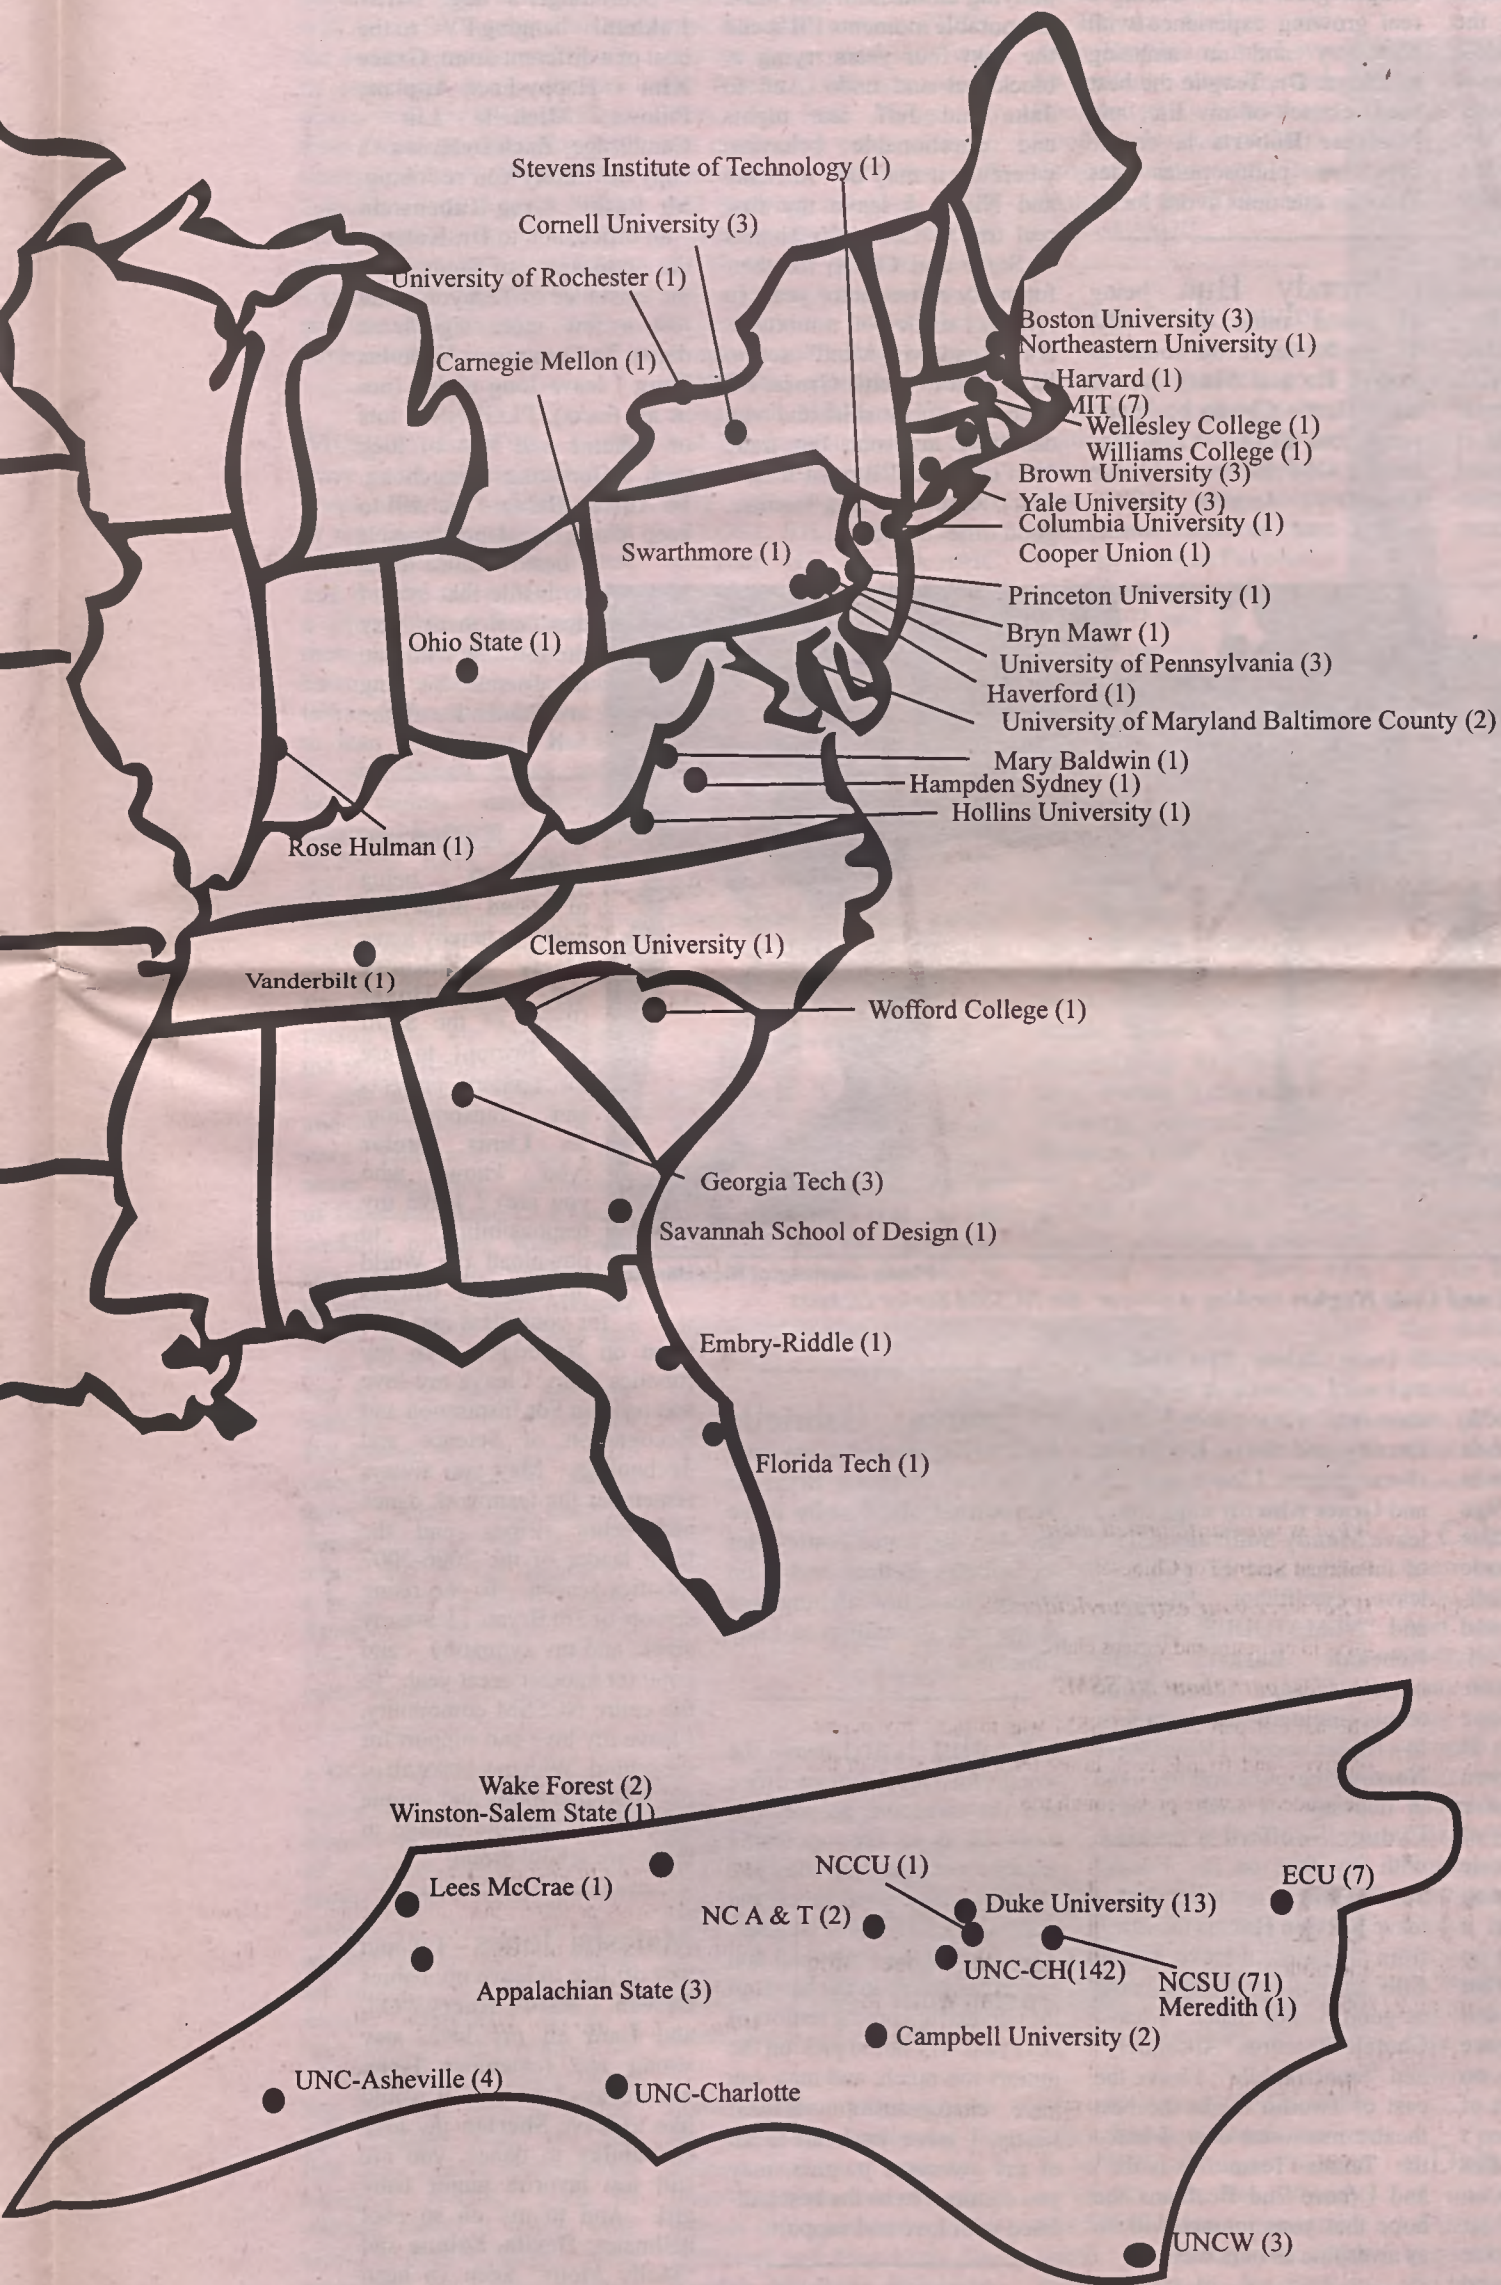 Stevens Institute of Technology (1)
Cornell University (3)
University of Rochester (1)
Carnegie Mellon (1)
Boston University (3)
Northeastern University (1)
Harvard (1)
MIT (7)
Wellesley College (1)
Williams College (1)
Brown University (3)
Yale University (3)
Columbia University (1)
Cooper Union (1)
Swarthmore (1)
Princeton University (1)
Bryn Mawr (1)
University of Pennsylvania (3)
Haverford (1)
University of Maryland Baltimore County (2)
Ohio State (1)
Mary Baldwin (1)
Hampden Sydney (1)
Hollins University (1)
Rose Hulman (1)
Clemson University (1)
Vanderbilt (1)
Wofford College (1)
Georgia Tech (3)
Savannah School of Design (1)
Embry-Riddle (1)
Florida Tech (1)
Wake Forest (2)
Winston-Salem State (1)
Lees McCrae (1)
NCCU (1)
ECU (7)
Duke University (13)
NC A & T (2)
UNC-CH(142)
NCSU (71)
Meredith (1)
Appalachian State (3)
Campbell University (2)
UNC-Asheville (4)
UNC-Charlotte
UNCW (3)